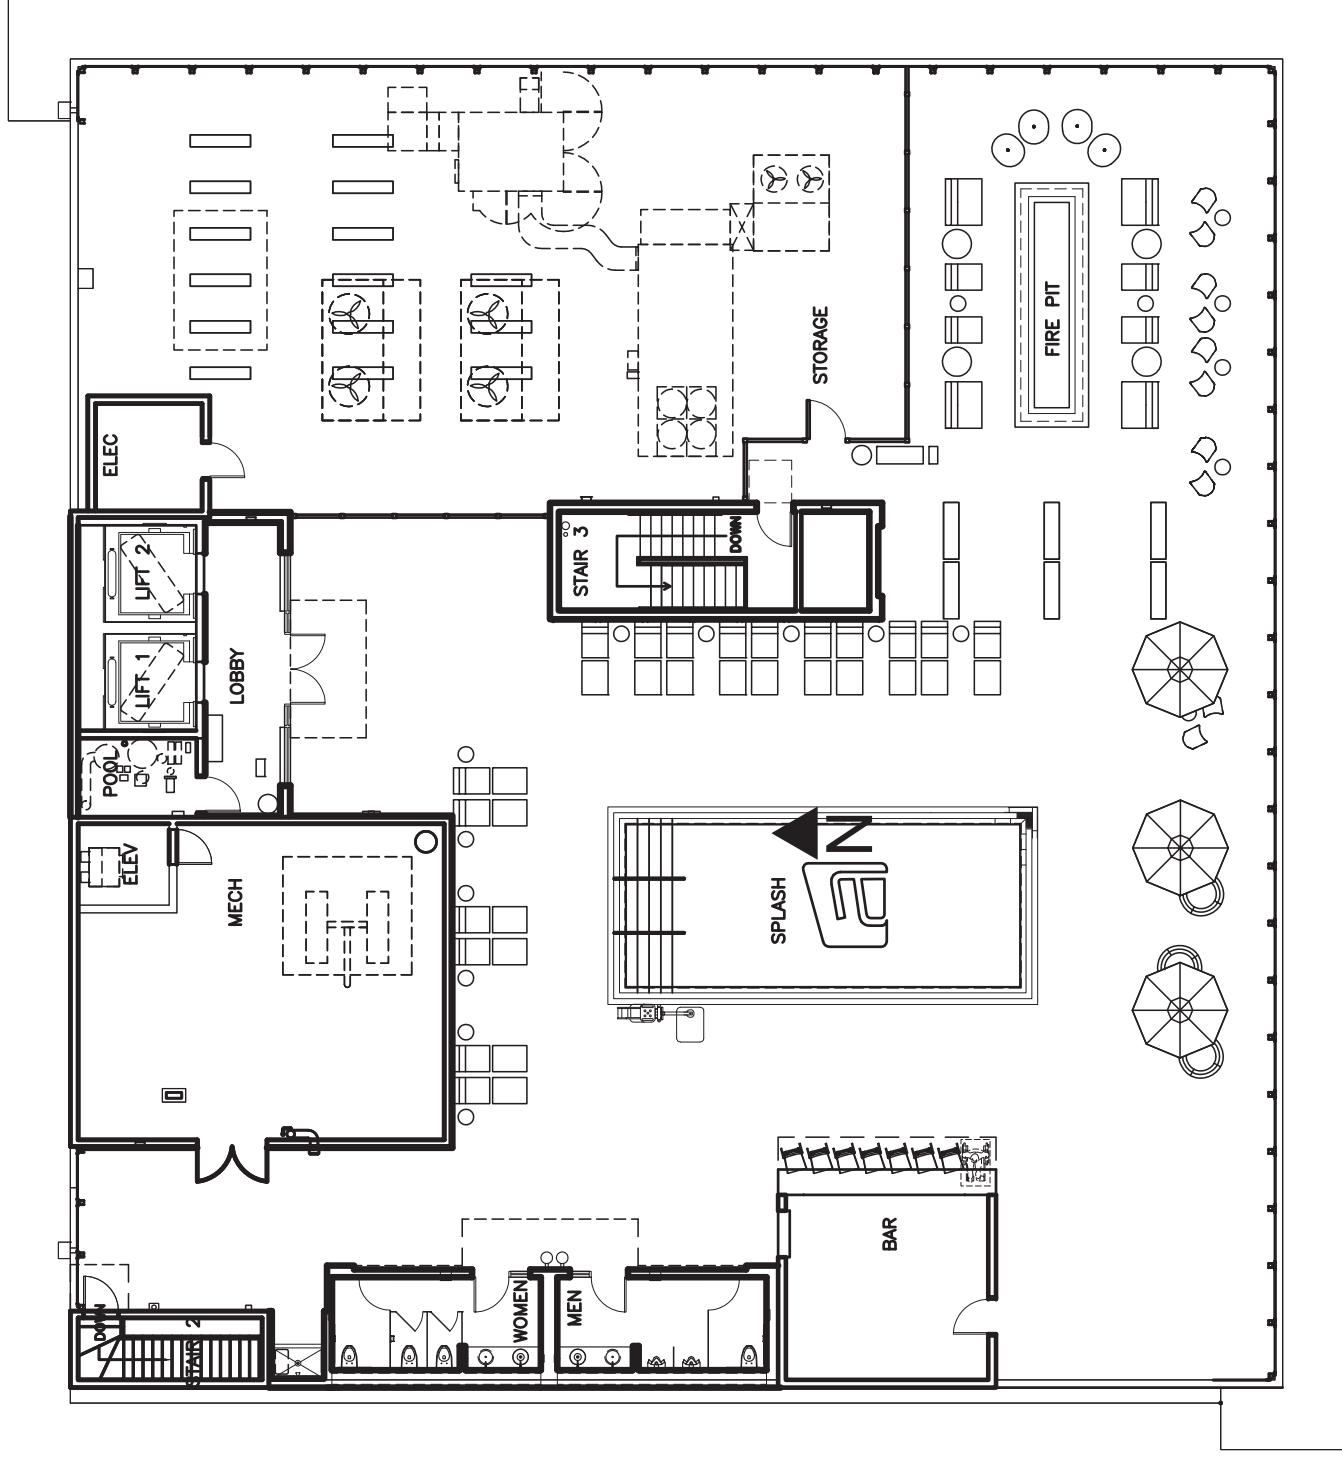 FIRE PIT
STORAGE
ELEC
STAIR 3
DOWN
LIFT 2
LIFT 1
LOBBY
POOL
ELEV
MECH
N
SPLASH
BAR
WOMEN
MEN
DOWN
STAIR 2